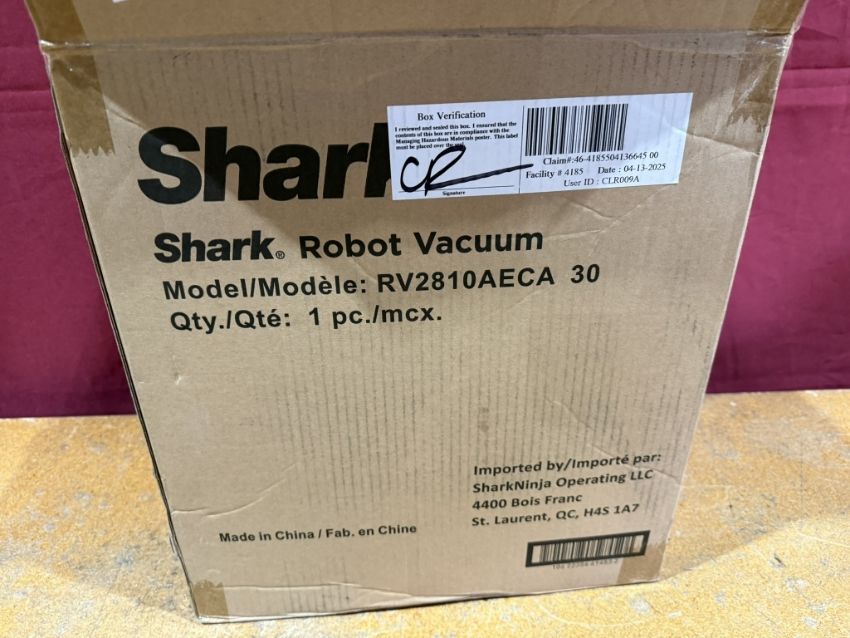 Shark
Box Verification
I reviewed and sealed this box. I ensured that the
contents of this box are in compliance with the
Managing Hazardous Materials poster. This label
must be placed over the
CR
Signature
Claim#:46-4185504136645 00
Facility # 4185 Date : 04-13-2025
User ID : CLR009A
Shark® Robot Vacuum
Model/Modèle: RV2810AECA 30
Qty./Qté: 1 pc./mcx.
Imported by/Importé par:
SharkNinja Operating LLC
4400 Bois Franc
St. Laurent, QC, H4S 1A7
Made in China / Fab. en Chine